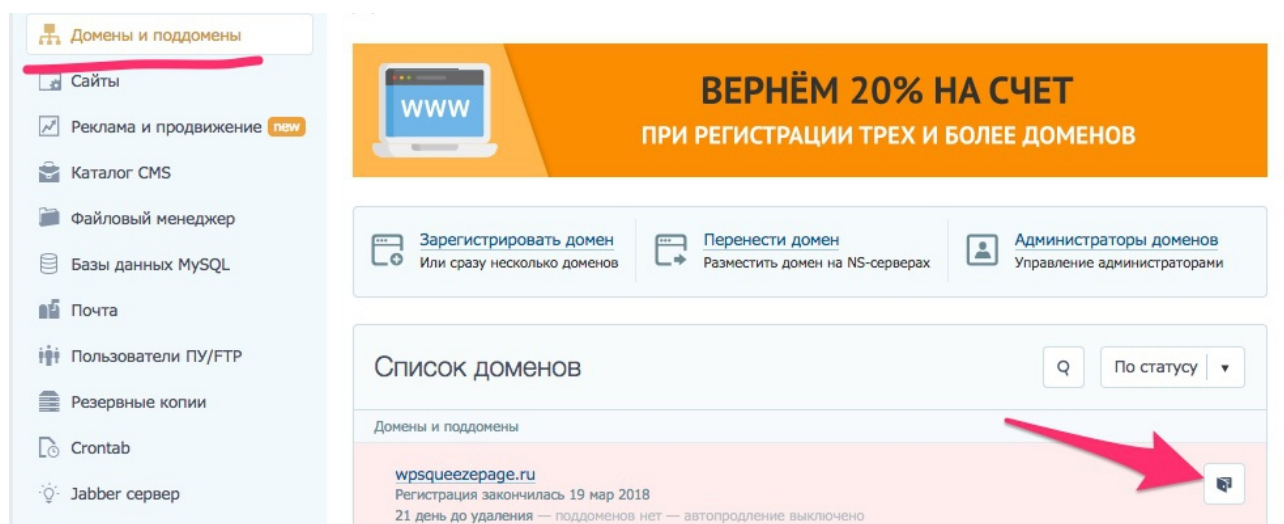 Домены и поддомены
Сайты
Реклама и продвижение new
Каталог CMS
Файловый менеджер
Базы данных MySQL
Почта
Пользователи ПУ/FTP
Резервные копии
Crontab
Jabber сервер
WWW
ВЕРНЁМ 20% НА СЧЕТ
ПРИ РЕГИСТРАЦИИ ТРЕХ И БОЛЕЕ ДОМЕНОВ
Зарегистрировать домен
Или сразу несколько доменов
Перенести домен
Разместить домен на NS-серверах
Администраторы доменов
Управление администраторами
Список доменов
По статусу
Домены и поддомены
wpsqueezepage.ru
Регистрация закончилась 19 мар 2018
21 день до удаления — поддоменов нет — автопродление выключено